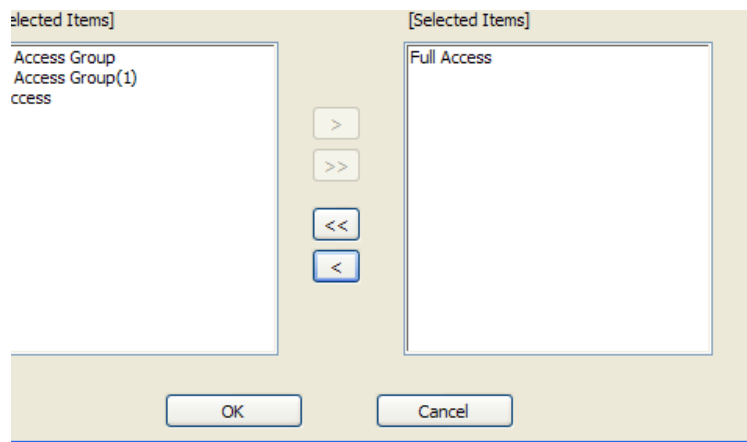 elected Items]
[Selected Items]
Access Group
Access Group(1)
ccess
Full Access
>
>>
<<
<
OK
Cancel